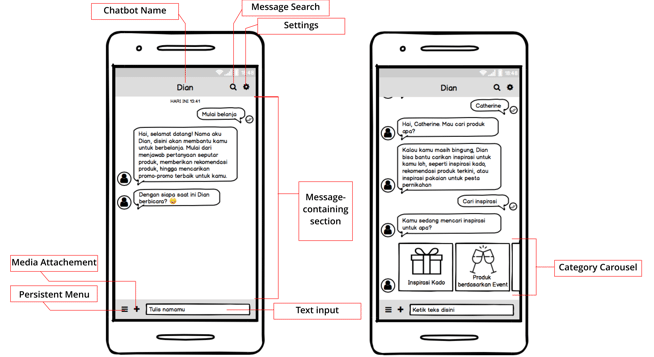 Chatbot Name
Message Search
Settings
Dian
HARI INI 13:41
Mulai belanja
Hai, selamat datang! Nama aku
Dian, disini akan membantu kamu
untuk berbelanja. Mulai dari
menjawab pertanyaan seputar
produk, memberikan rekomendasi
produk, hingga mencarikan
promo-promo terbaik untuk kamu.
Dengan siapa saat ini Dian
berbicara? 😊
Message-
containing
section
Media Attachement
Persistent Menu
Tulis namamu
Text input
Dian
Catherine
Hai, Catherine. Mau cari produk
apa?
Kalau kamu masih bingung, Dian
bisa bantu carikan inspirasi untuk
kamu loh, seperti inspirasi kado,
rekomendasi produk terkini, atau
inspirasi pakaian untuk pesta
pernikahan
Cari inspirasi
Kamu sedang mencari inspirasi
untuk apa?
Inspirasi Kado
Produk
berdasarkan Event
Category Carousel
Ketik teks disini